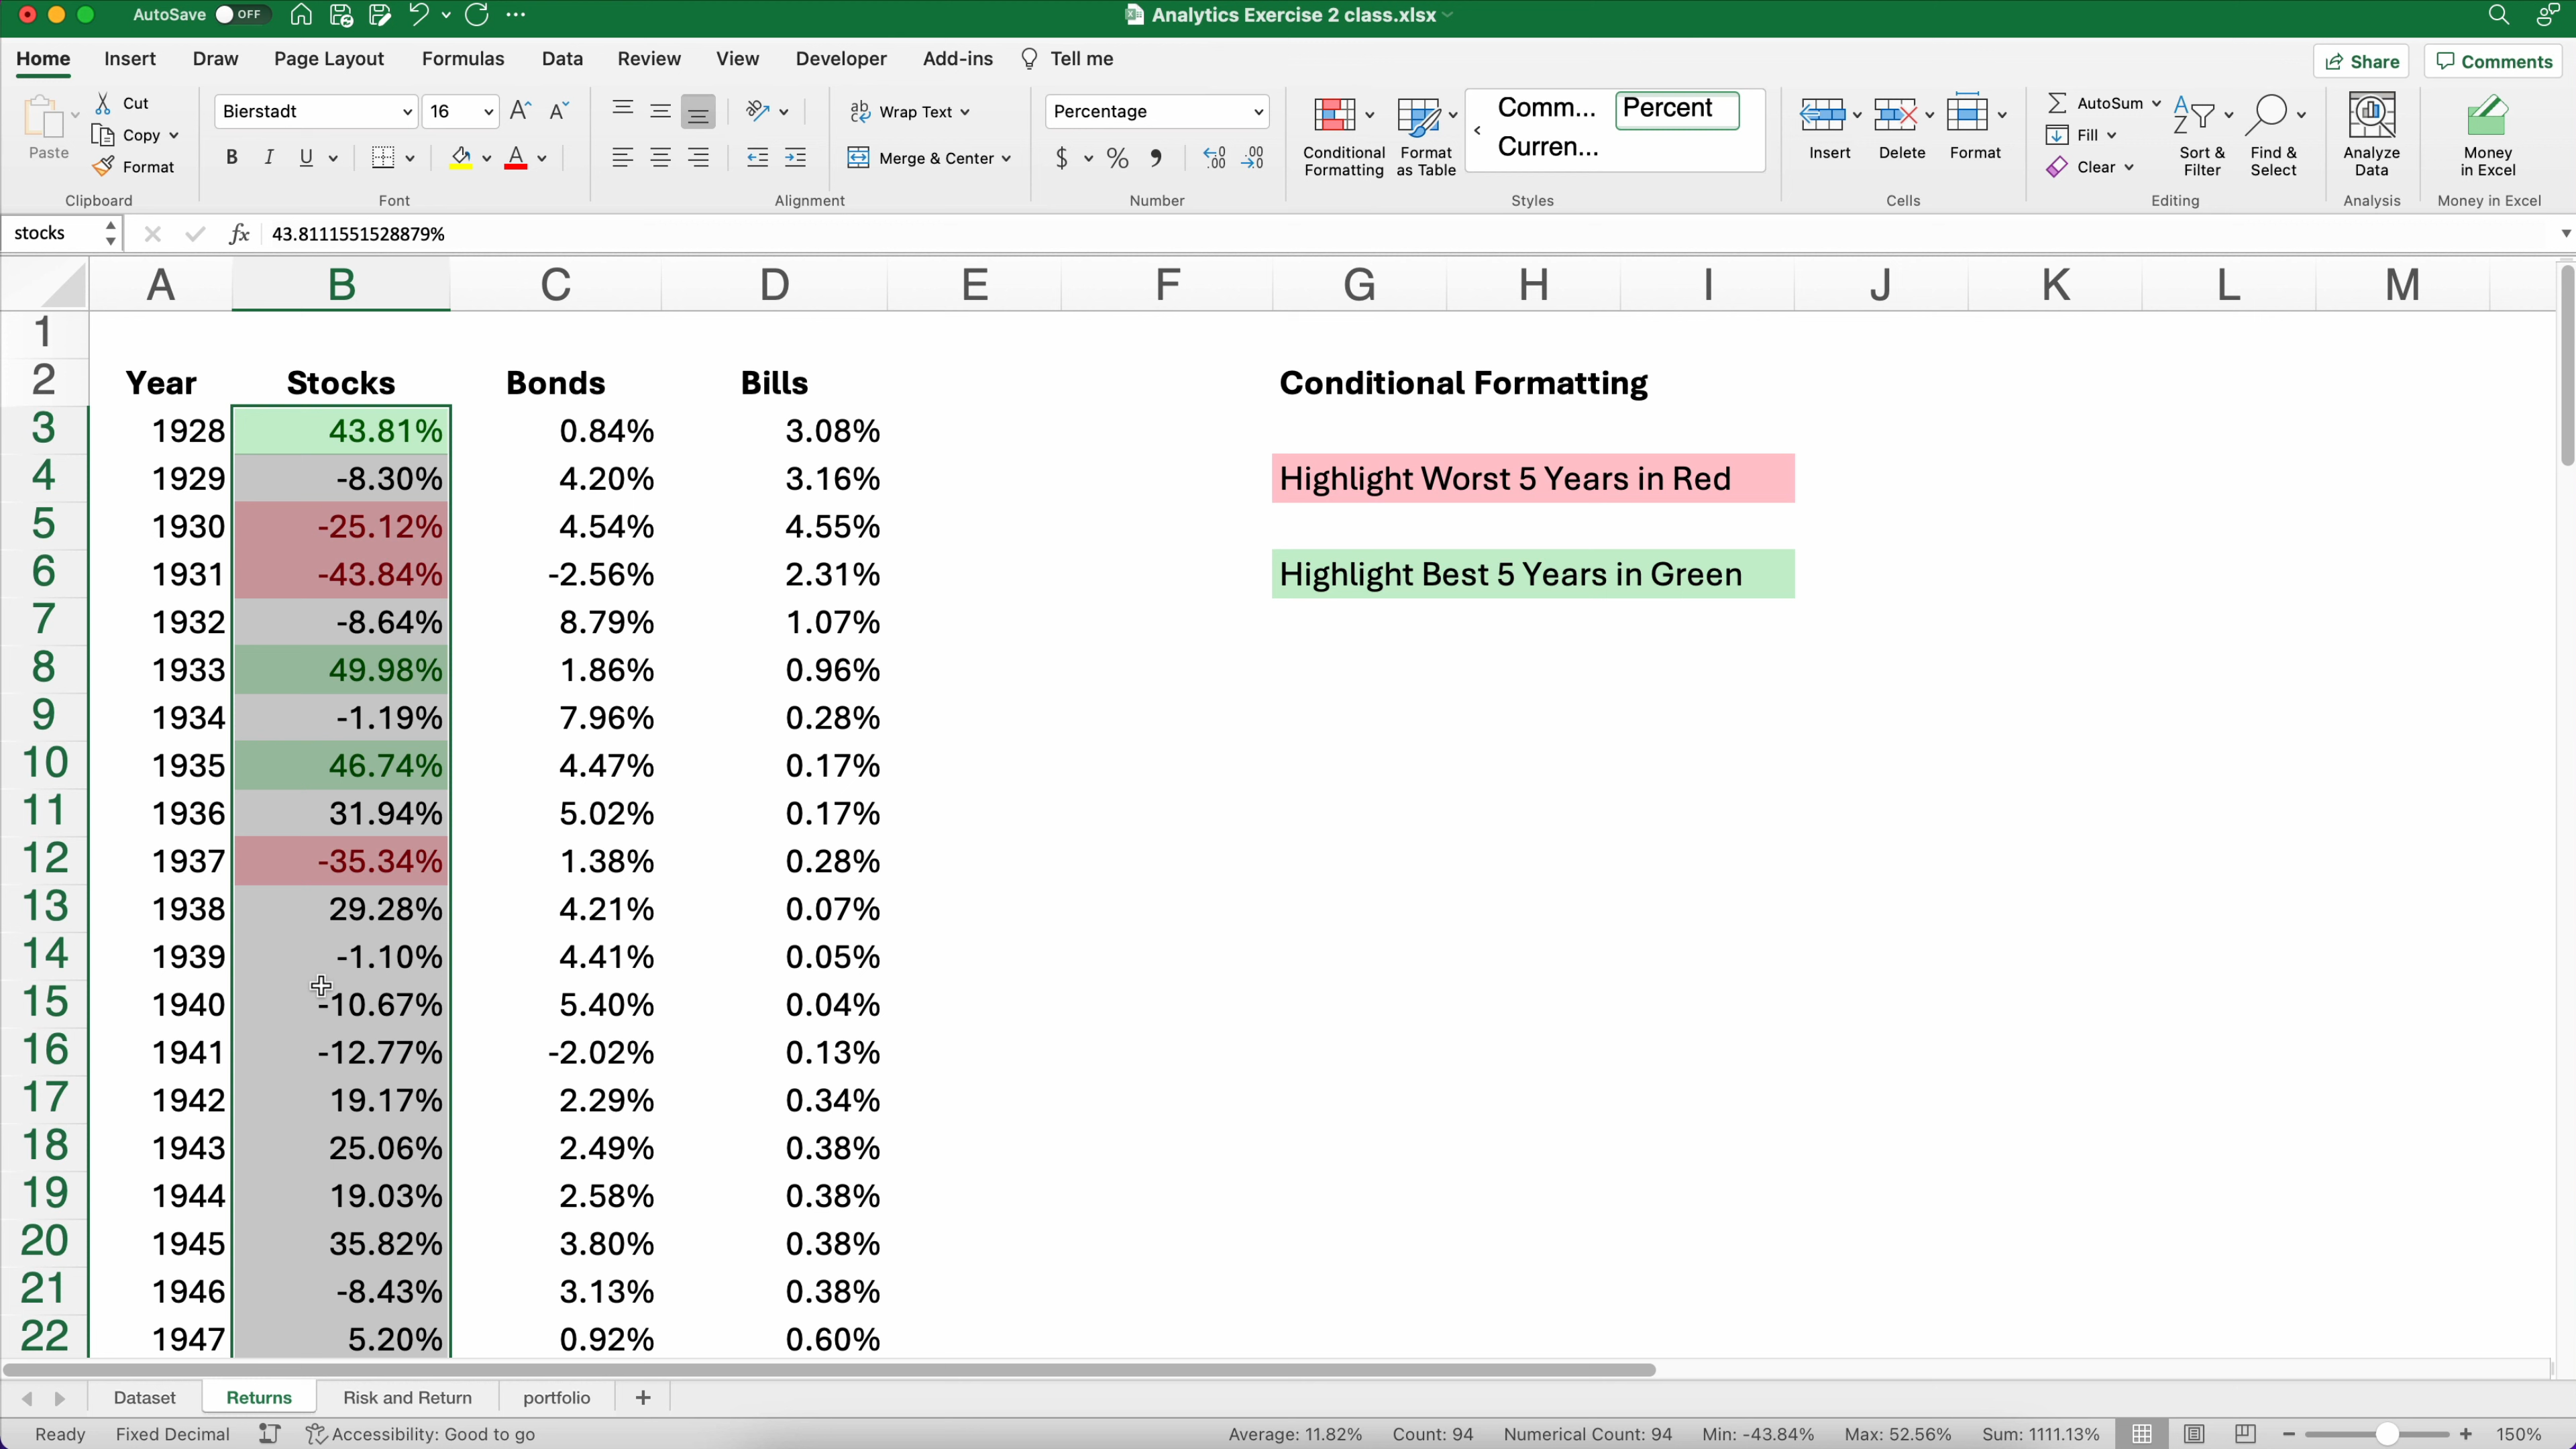 AutoSave OFF Analytics Exercise 2 class.xlsx
Home Insert Draw Page Layout Formulas Data Review View Developer Add-ins Tell me Share Comments
Paste Cut Copy Format Clipboard
Bierstadt 16 B I U A Font
Wrap Text Merge & Center Alignment
Percentage $ % Number
Conditional Formatting Format as Table Comm... Percent Curren... Styles
Insert Delete Format Cells
AutoSum Fill Clear Sort & Filter Find & Select Editing
Analyze Data Analysis
Money in Excel Money in Excel
stocks fx 43.8111551528879%
A B C D E F G H I J K L M
1
2 Year Stocks Bonds Bills Conditional Formatting
3 1928 43.81% 0.84% 3.08%
4 1929 -8.30% 4.20% 3.16% Highlight Worst 5 Years in Red
5 1930 -25.12% 4.54% 4.55%
6 1931 -43.84% -2.56% 2.31% Highlight Best 5 Years in Green
7 1932 -8.64% 8.79% 1.07%
8 1933 49.98% 1.86% 0.96%
9 1934 -1.19% 7.96% 0.28%
10 1935 46.74% 4.47% 0.17%
11 1936 31.94% 5.02% 0.17%
12 1937 -35.34% 1.38% 0.28%
13 1938 29.28% 4.21% 0.07%
14 1939 -1.10% 4.41% 0.05%
15 1940 -10.67% 5.40% 0.04%
16 1941 -12.77% -2.02% 0.13%
17 1942 19.17% 2.29% 0.34%
18 1943 25.06% 2.49% 0.38%
19 1944 19.03% 2.58% 0.38%
20 1945 35.82% 3.80% 0.38%
21 1946 -8.43% 3.13% 0.38%
22 1947 5.20% 0.92% 0.60%
Dataset Returns Risk and Return portfolio +
Ready Fixed Decimal Accessibility: Good to go Average: 11.82% Count: 94 Numerical Count: 94 Min: -43.84% Max: 52.56% Sum: 1111.13% 150%